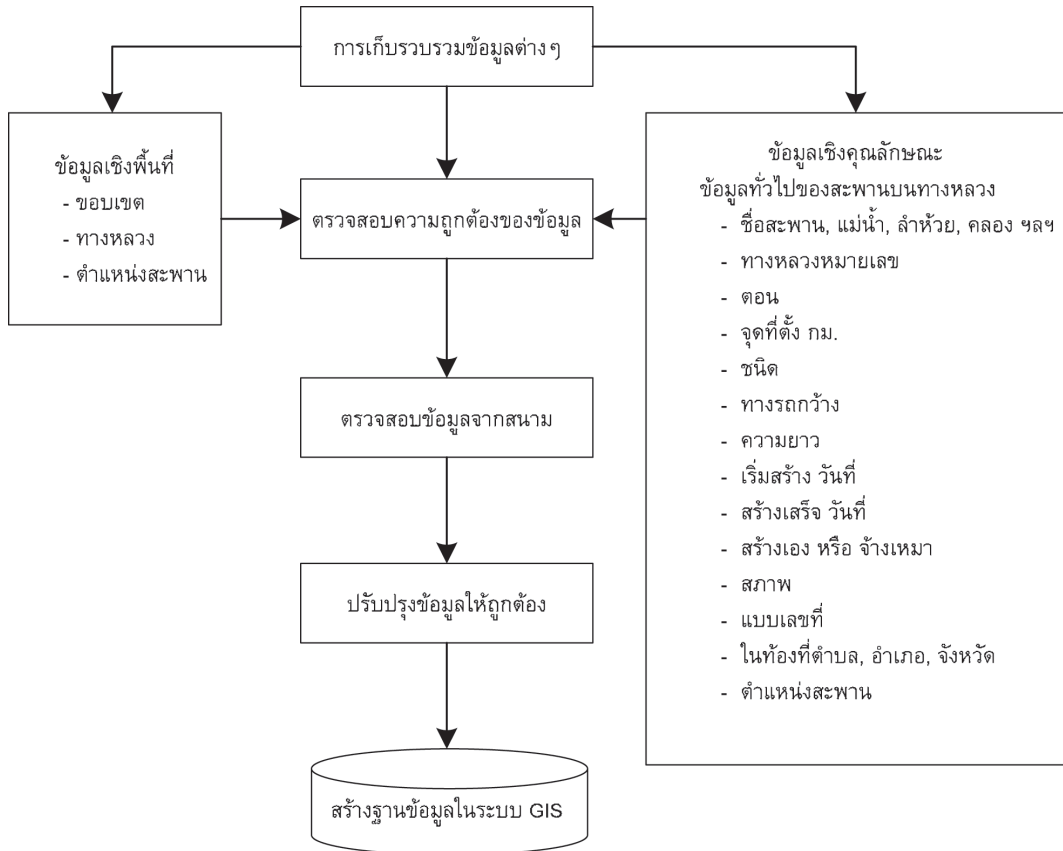 การเก็บรวบรวมข้อมูลต่างๆ
ข้อมูลเชิงพื้นที่
- ขอบเขต
- ทางหลวง
- ตำแหน่งสะพาน
ตรวจสอบความถูกต้องของข้อมูล
ข้อมูลเชิงคุณลักษณะ
ข้อมูลทั่วไปของสะพานบนทางหลวง
- ชื่อสะพาน, แม่น้ำ, ลำห้วย, คลอง ฯลฯ
- ทางหลวงหมายเลข
- ตอน
- จุดที่ตั้ง กม.
- ชนิด
- ทางรถกว้าง
- ความยาว
- เริ่มสร้าง วันที่
- สร้างเสร็จ วันที่
- สร้างเอง หรือ จ้างเหมา
- สภาพ
- แบบเลขที่
- ในท้องที่ตำบล, อำเภอ, จังหวัด
- ตำแหน่งสะพาน
ตรวจสอบข้อมูลจากสนาม
ปรับปรุงข้อมูลให้ถูกต้อง
สร้างฐานข้อมูลในระบบ GIS